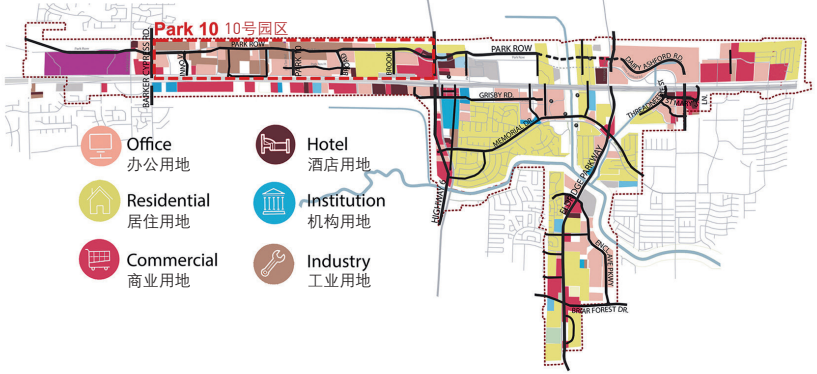 Park 10 10号园区
BARKER CYPRESS RD.
PARK ROW
PARK 10
BROOK
PARK ROW
DAIRY ASHFORD RD.
GRISBY RD.
MEMORIAL DR.
THREADNEEDLE ST
ST MARY'S LN.
HIGHWAY 6
ELDRIDGE PARKWAY
ENCLAVE PKWY
BRIAR FOREST DR.
Office
办公用地
Hotel
酒店用地
Residential
居住用地
Institution
机构用地
Commercial
商业用地
Industry
工业用地